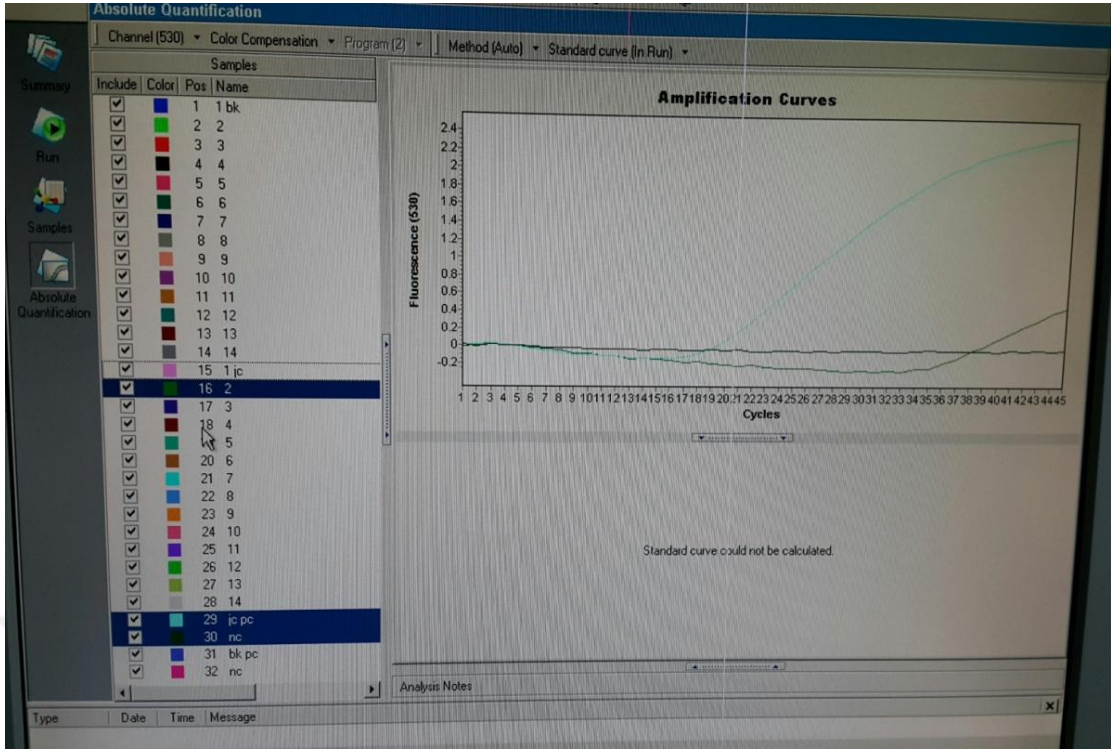 Absolute Quantification
Channel (530) Color Compensation Program (2) Method (Auto) Standard curve (In Run)
Summary
Run
Samples
Absolute
Quantification
Samples
Include Color Pos Name
1 1 bk
2 2
3 3
4 4
5 5
6 6
7 7
8 8
9 9
10 10
11 11
12 12
13 13
14 14
15 1 jc
16 2
17 3
18 4
5
20 6
21 7
22 8
23 9
24 10
25 11
26 12
27 13
28 14
29 jc pc
30 nc
31 bk pc
32 nc
Amplification Curves
Fluorescence (530)
2.4
2.2
2
1.8
1.6
1.4
1.2
1
0.8
0.6
0.4
0.2
0
-0.2
1 2 3 4 5 6 7 8 9 10 11 12 13 14 15 16 17 18 19 20 21 22 23 24 25 26 27 28 29 30 31 32 33 34 35 36 37 38 39 40 41 42 43 44 45
Cycles
Standard curve could not be calculated.
Analysis Notes
Type Date Time Message